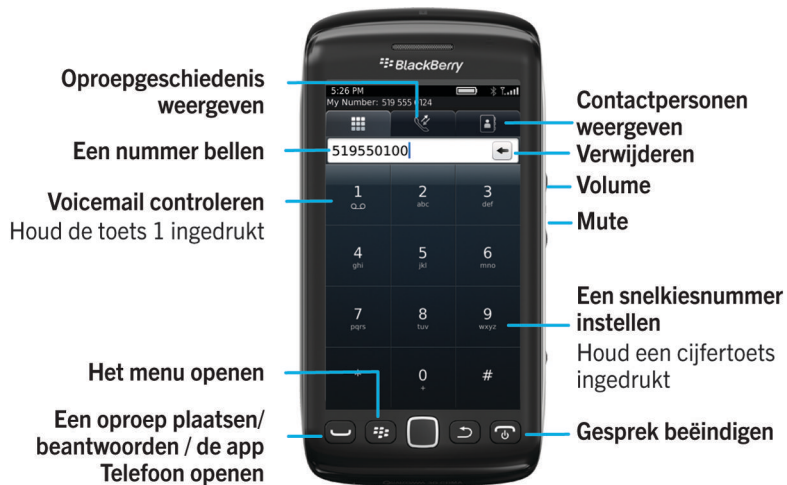 BlackBerry
5:26 PM
My Number: 519 555 0124
519550100
1
2
abc
3
def
4
ghi
5
jkl
6
mno
7
pqrs
8
tuv
9
wxyz
*
0
+
#
Oproepgeschiedenis
weergeven
Een nummer bellen
Voicemail controleren
Houd de toets 1 ingedrukt
Het menu openen
Een oproep plaatsen/
beantwoorden / de app
Telefoon openen
Contactpersonen
weergeven
Verwijderen
Volume
Mute
Een snelkiesnummer
instellen
Houd een cijfertoets
ingedrukt
Gesprek beëindigen